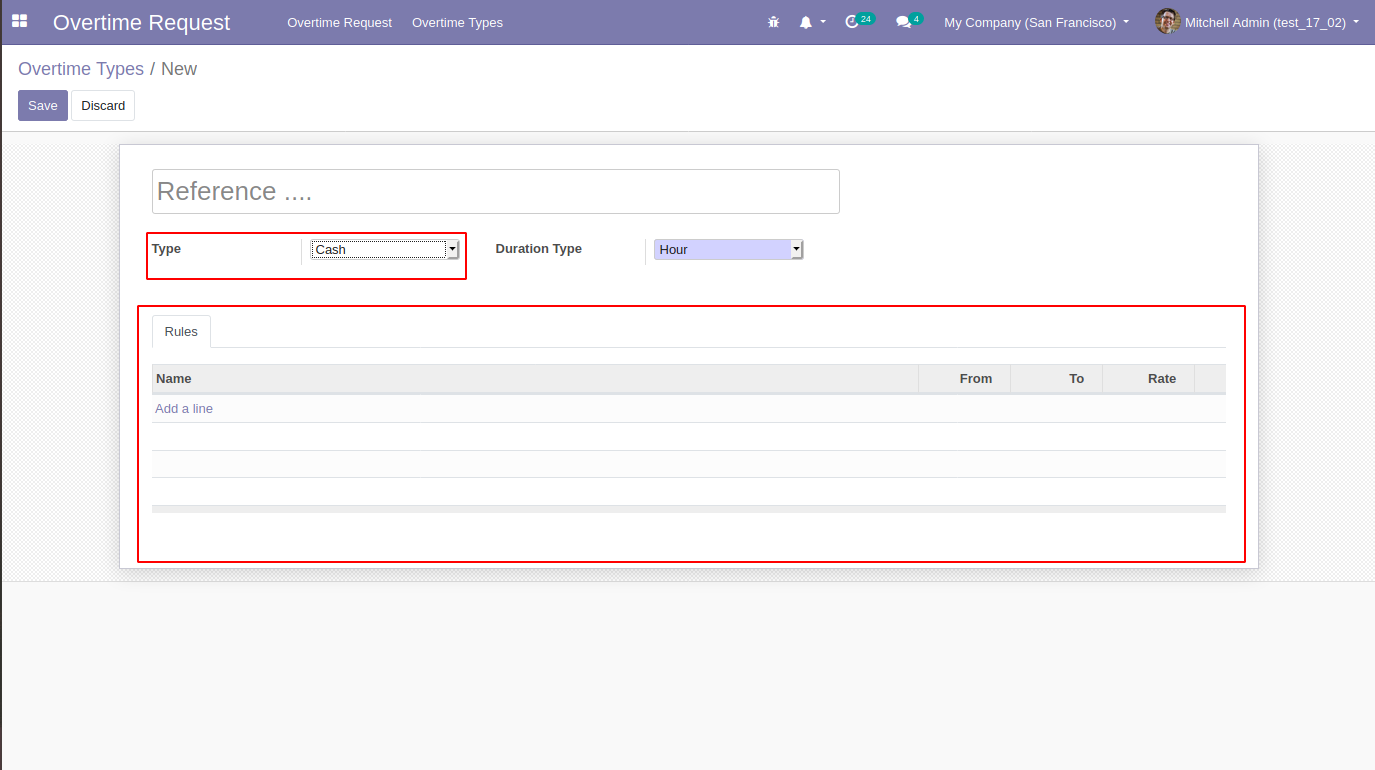 Overtime Request Overtime Request Overtime Types 24 4 My Company (San Francisco) Mitchell Admin (test_17_02)
Overtime Types / New
Save Discard
Reference ....
Type Cash Duration Type Hour
Rules
Name From To Rate
Add a line